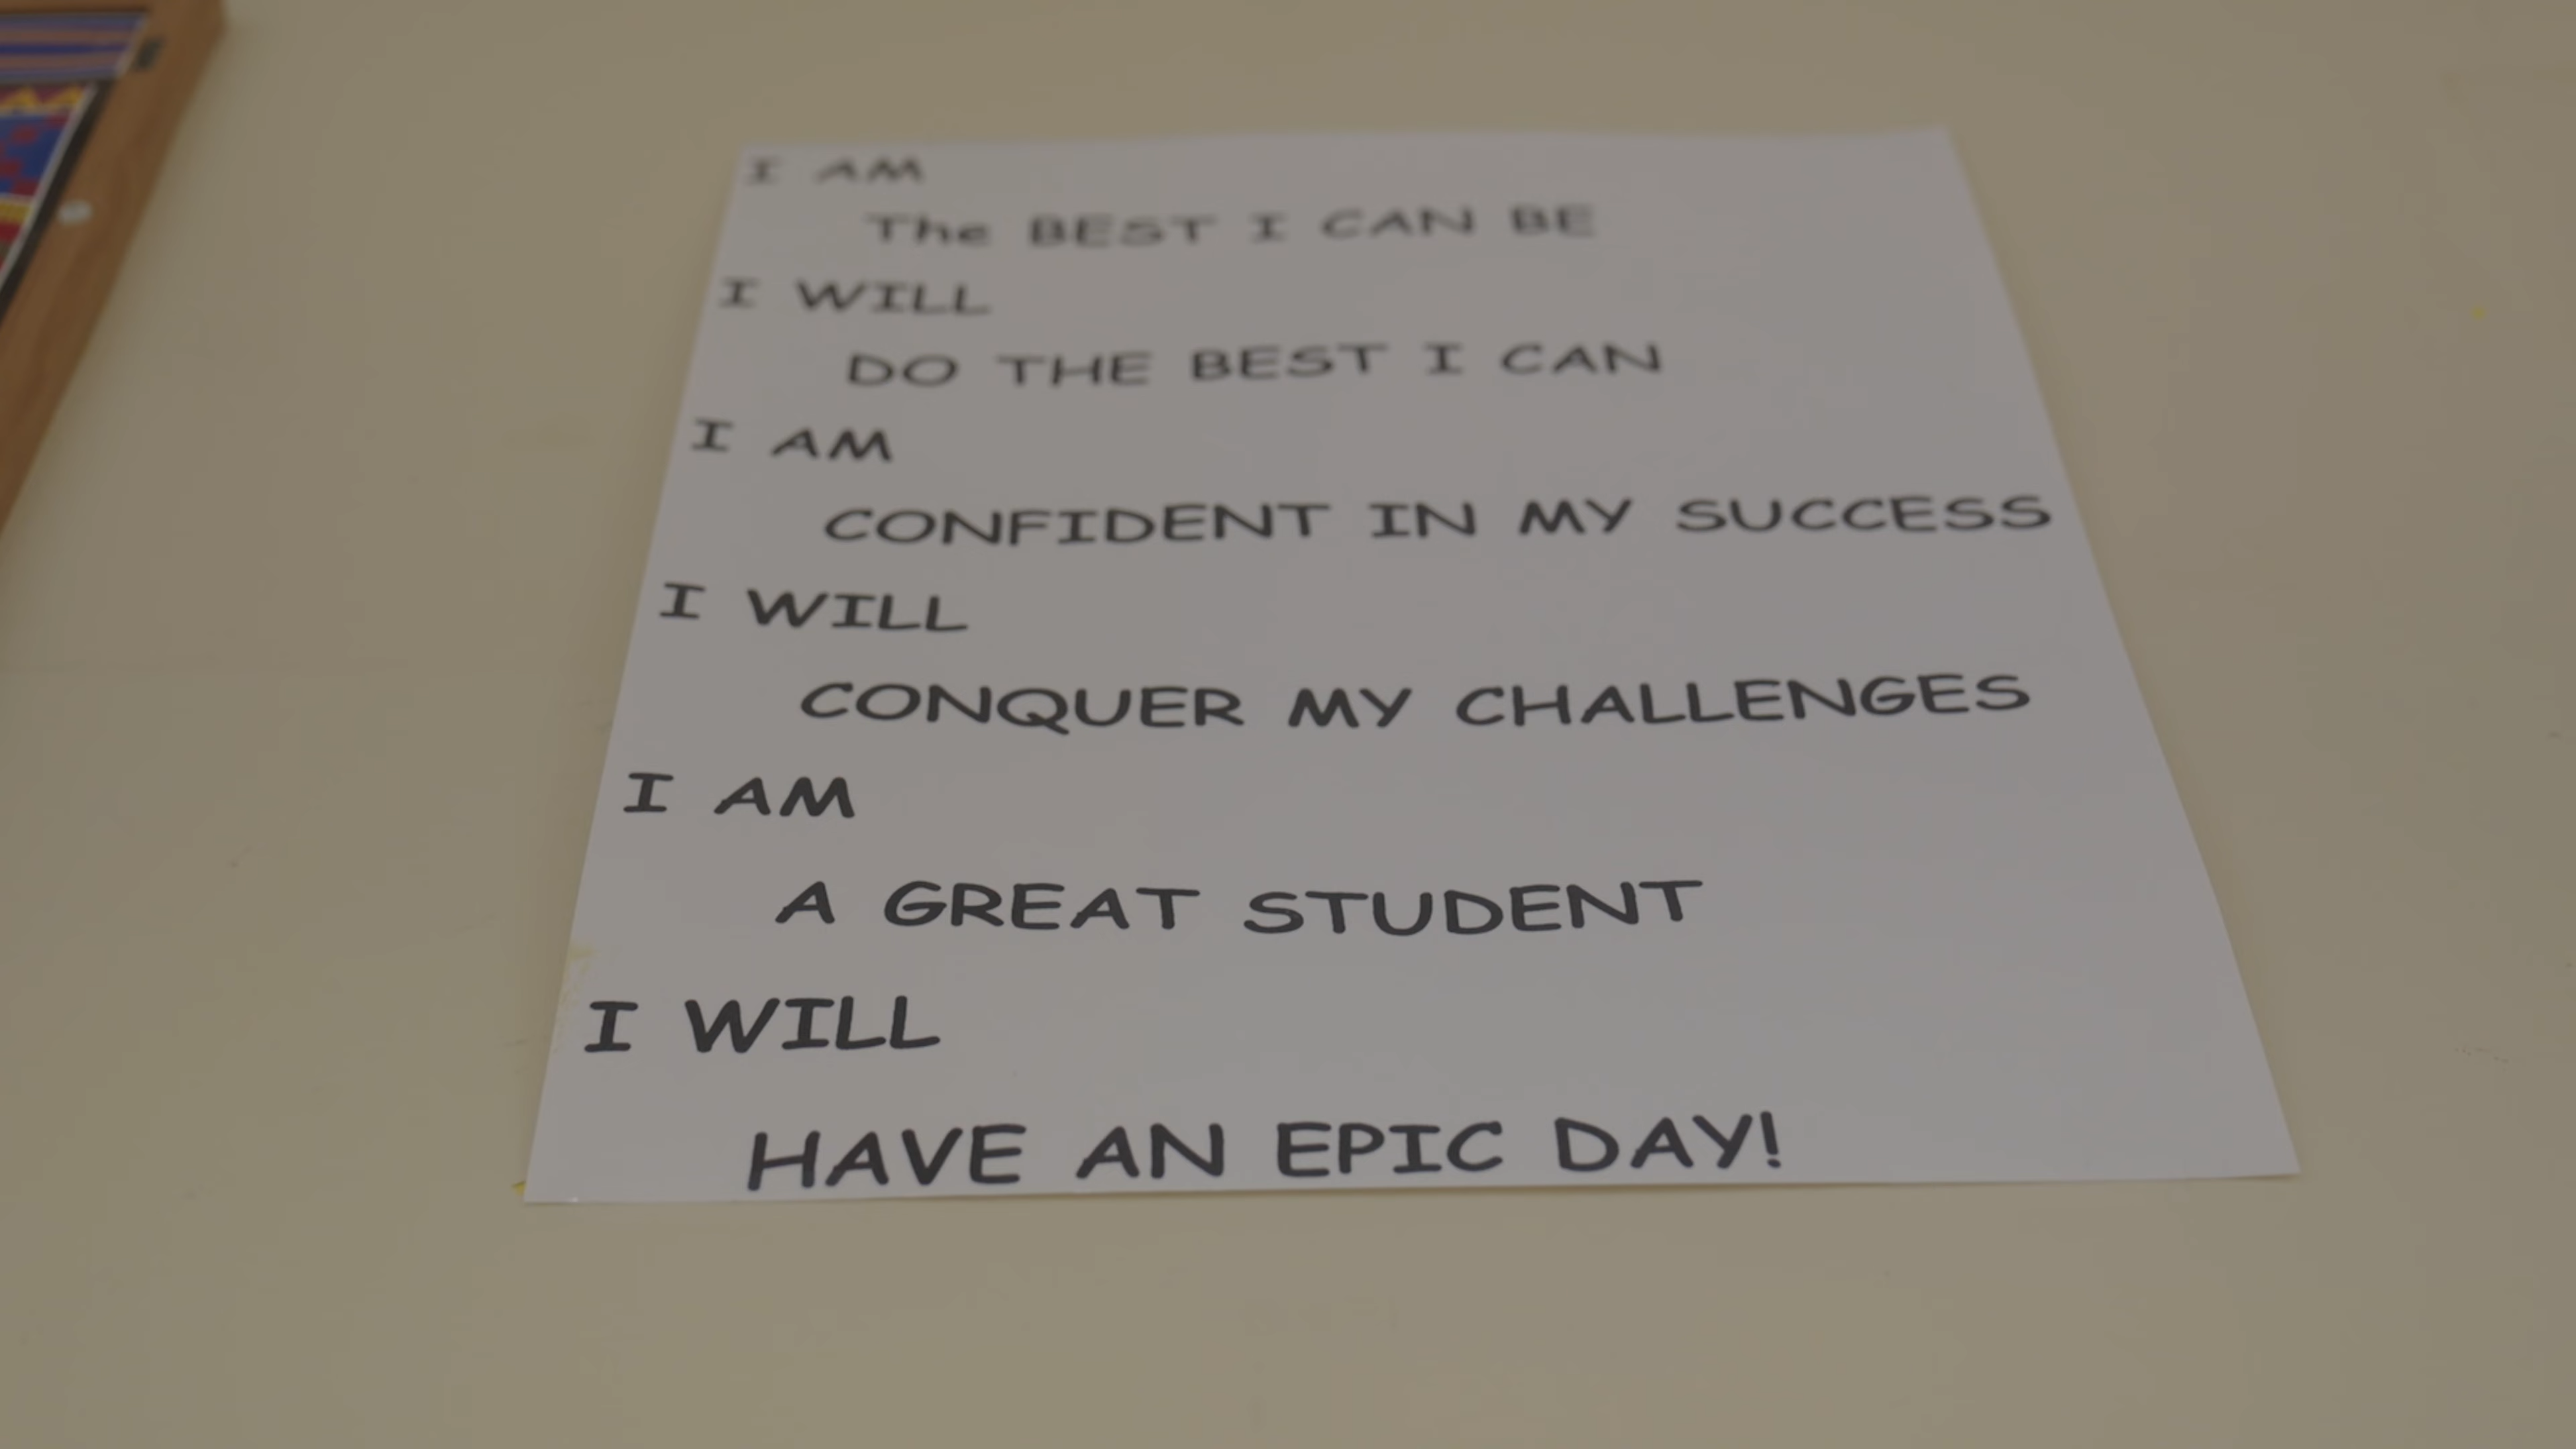 I AM
The BEST I CAN BE
I WILL
DO THE BEST I CAN
I AM
CONFIDENT IN MY SUCCESS
I WILL
CONQUER MY CHALLENGES
I AM
A GREAT STUDENT
I WILL
HAVE AN EPIC DAY!